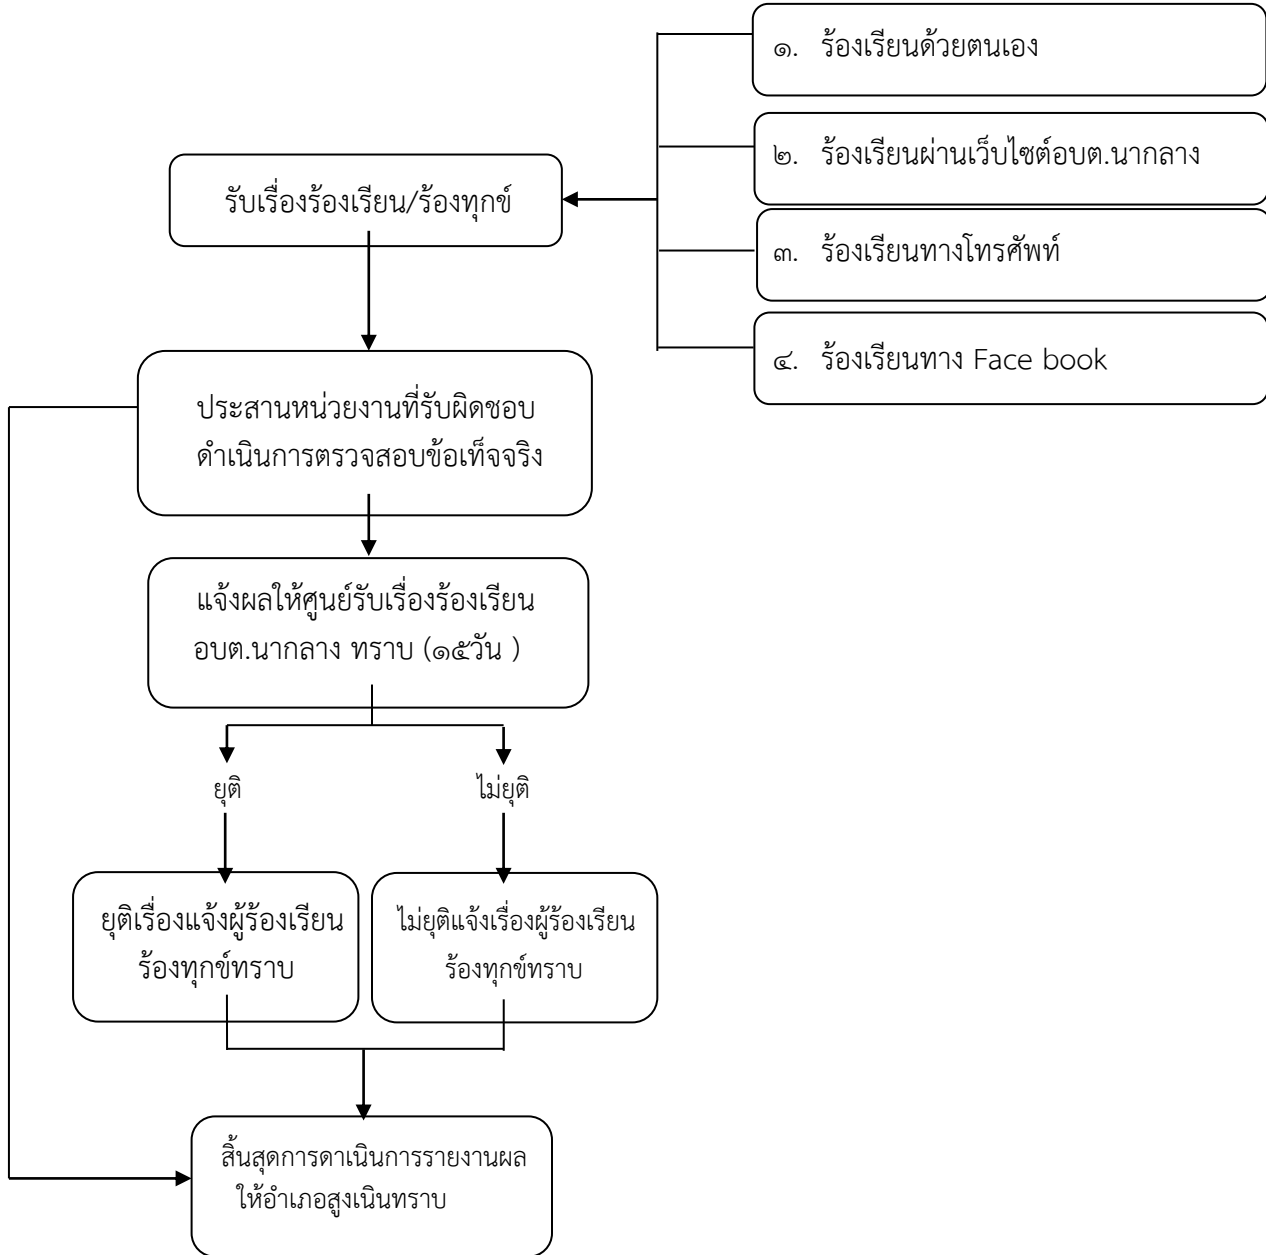 ๑. ร้องเรียนด้วยตนเอง
๒. ร้องเรียนผ่านเว็บไซต์อบต.นากลาง
รับเรื่องร้องเรียน/ร้องทุกข์
๓. ร้องเรียนทางโทรศัพท์
๔. ร้องเรียนทาง Face book
ประสานหน่วยงานที่รับผิดชอบ
ดำเนินการตรวจสอบข้อเท็จจริง
แจ้งผลให้ศูนย์รับเรื่องร้องเรียน
อบต.นากลาง ทราบ (๑๕วัน )
ยุติ
ไม่ยุติ
ยุติเรื่องแจ้งผู้ร้องเรียน
ร้องทุกข์ทราบ
ไม่ยุติแจ้งเรื่องผู้ร้องเรียน
ร้องทุกข์ทราบ
สิ้นสุดการดาเนินการรายงานผล
ให้อำเภอสูงเนินทราบ